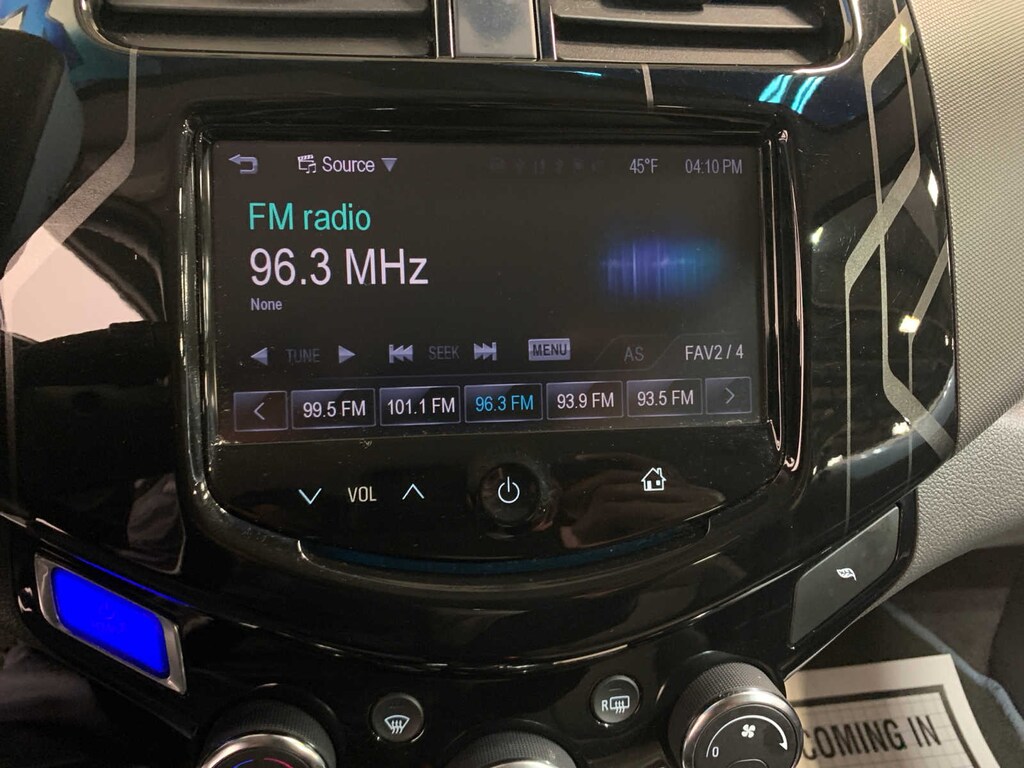 Source 45°F 04:10 PM
FM radio
96.3 MHz
None
TUNE SEEK MENU AS FAV2 / 4
99.5 FM 101.1 FM 96.3 FM 93.9 FM 93.5 FM
VOL
R
0
COMING IN